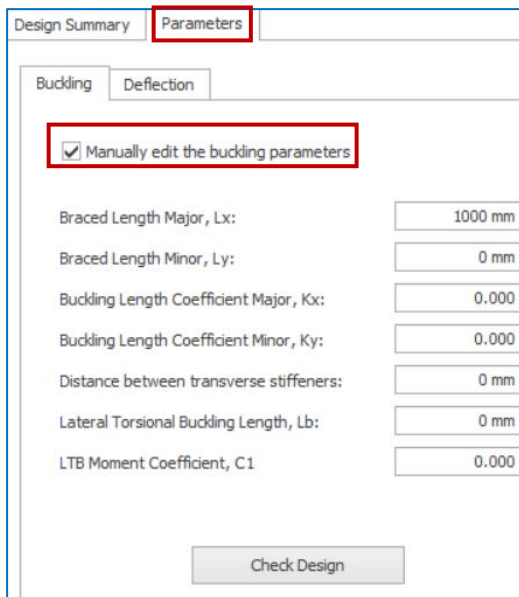 Design Summary Parameters
Buckling Deflection
Manually edit the buckling parameters
Braced Length Major, Lx: 1000 mm
Braced Length Minor, Ly: 0 mm
Buckling Length Coefficient Major, Kx: 0.000
Buckling Length Coefficient Minor, Ky: 0.000
Distance between transverse stiffeners: 0 mm
Lateral Torsional Buckling Length, Lb: 0 mm
LTB Moment Coefficient, C1 0.000
Check Design